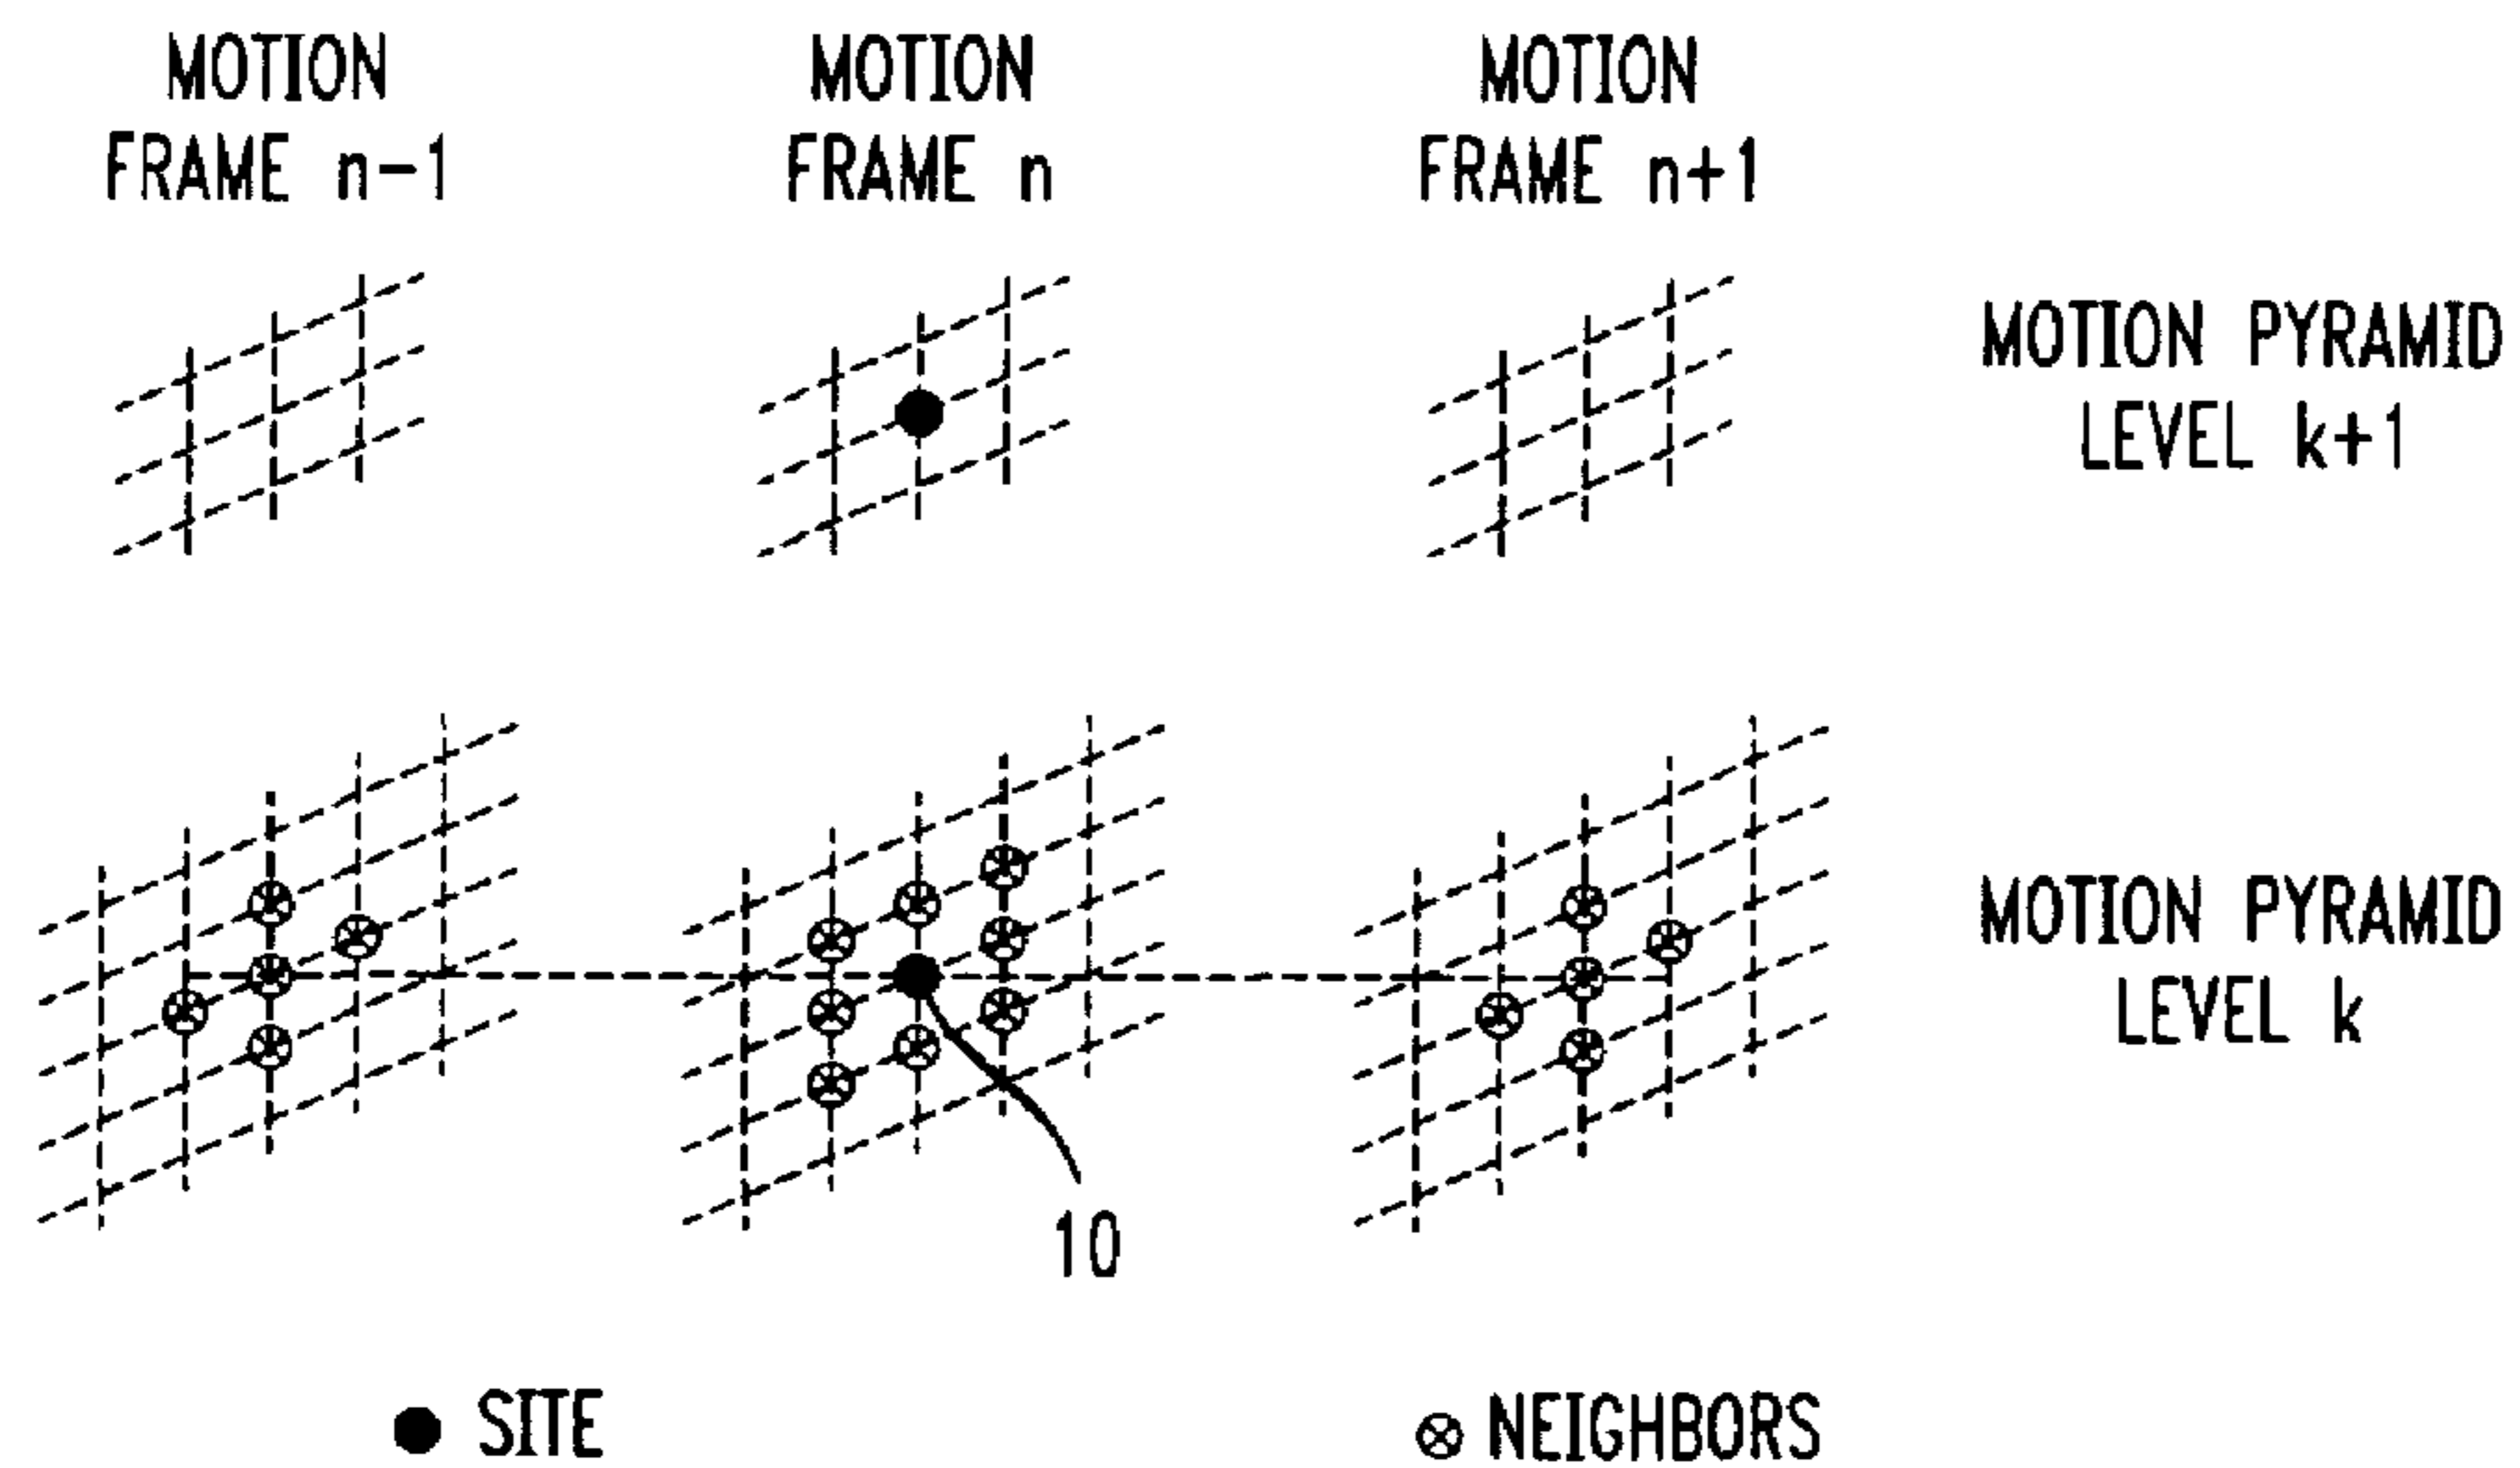 MOTION
FRAME n-1
MOTION
FRAME n
MOTION
FRAME n+1
MOTION PYRAMID
LEVEL k+1
MOTION PYRAMID
LEVEL k
10
SITE
NEIGHBORS